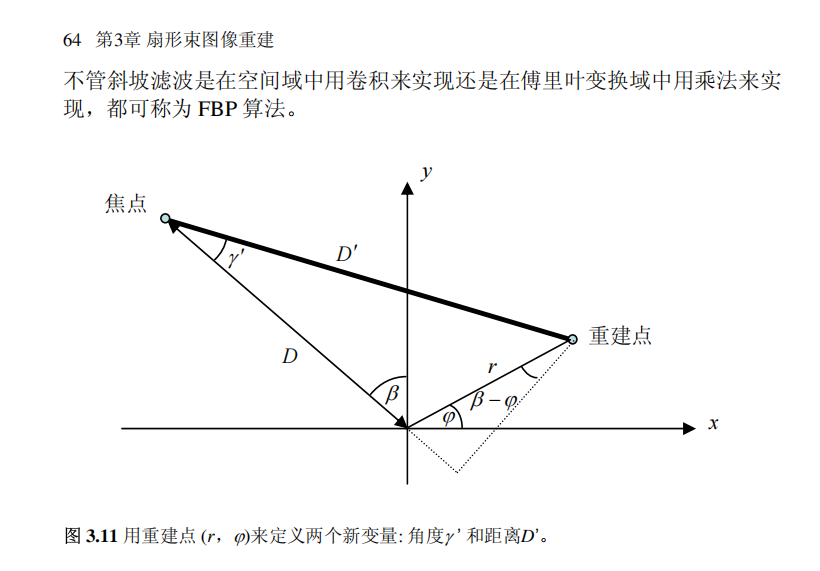 64 第3章 扇形束图像重建
不管斜坡滤波是在空间域中用卷积来实现还是在傅里叶变换域中用乘法来实
现，都可称为 FBP 算法。
y
焦点
γ'
D'
重建点
D
r
β
β − φ
φ
x
图 3.11 用重建点 (r，φ)来定义两个新变量: 角度γ’ 和距离D’。